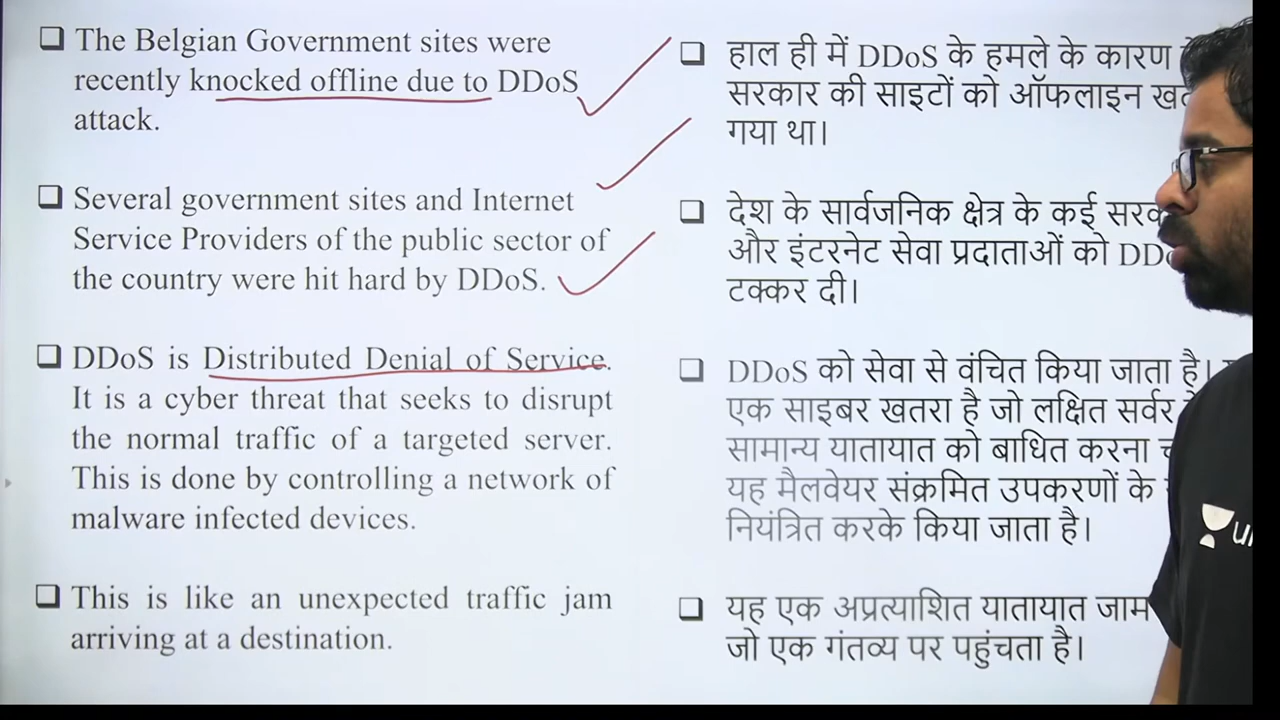 The Belgian Government sites were
recently knocked offline due to DDoS
attack.
Several government sites and Internet
Service Providers of the public sector of
the country were hit hard by DDoS.
DDoS is Distributed Denial of Service.
It is a cyber threat that seeks to disrupt
the normal traffic of a targeted server.
This is done by controlling a network of
malware infected devices.
This is like an unexpected traffic jam
arriving at a destination.
हाल ही में DDoS के हमले के कारण
सरकार की साइटों को ऑफलाइन
गया था।
देश के सार्वजनिक क्षेत्र के कई
और इंटरनेट सेवा प्रदाताओं को
टक्कर दी।
DDoS को सेवा से वंचित किया जाता है।
एक साइबर खतरा है जो लक्षित सर्वर
सामान्य यातायात को बाधित करना
यह मैलवेयर संक्रमित उपकरणों के
नियंत्रित करके किया जाता है।
यह एक अप्रत्याशित यातायात जाम
जो एक गंतव्य पर पहुंचता है।